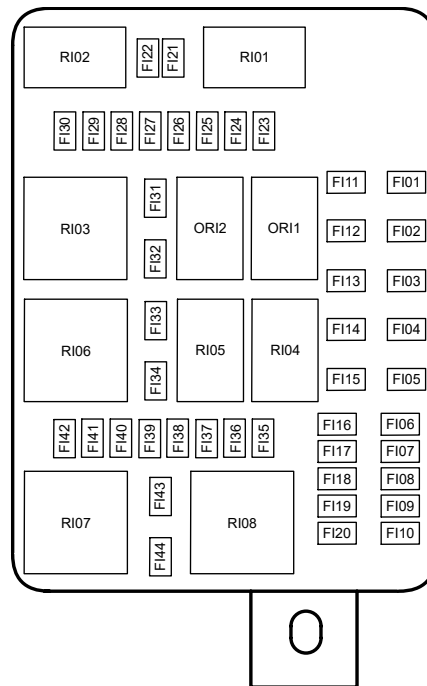 RI02 FI22 FI21 RI01
FI30 FI29 FI28 FI27 FI26 FI25 FI24 FI23
RI03 FI31 ORI2 ORI1 FI11 FI01
FI32 FI12 FI02
FI13 FI03
RI06 FI33 RI05 RI04 FI14 FI04
FI34 FI15 FI05
FI42 FI41 FI40 FI39 FI38 FI37 FI36 FI35 FI16 FI06
FI17 FI07
RI07 FI43 RI08 FI18 FI08
FI19 FI09
FI44 FI20 FI10